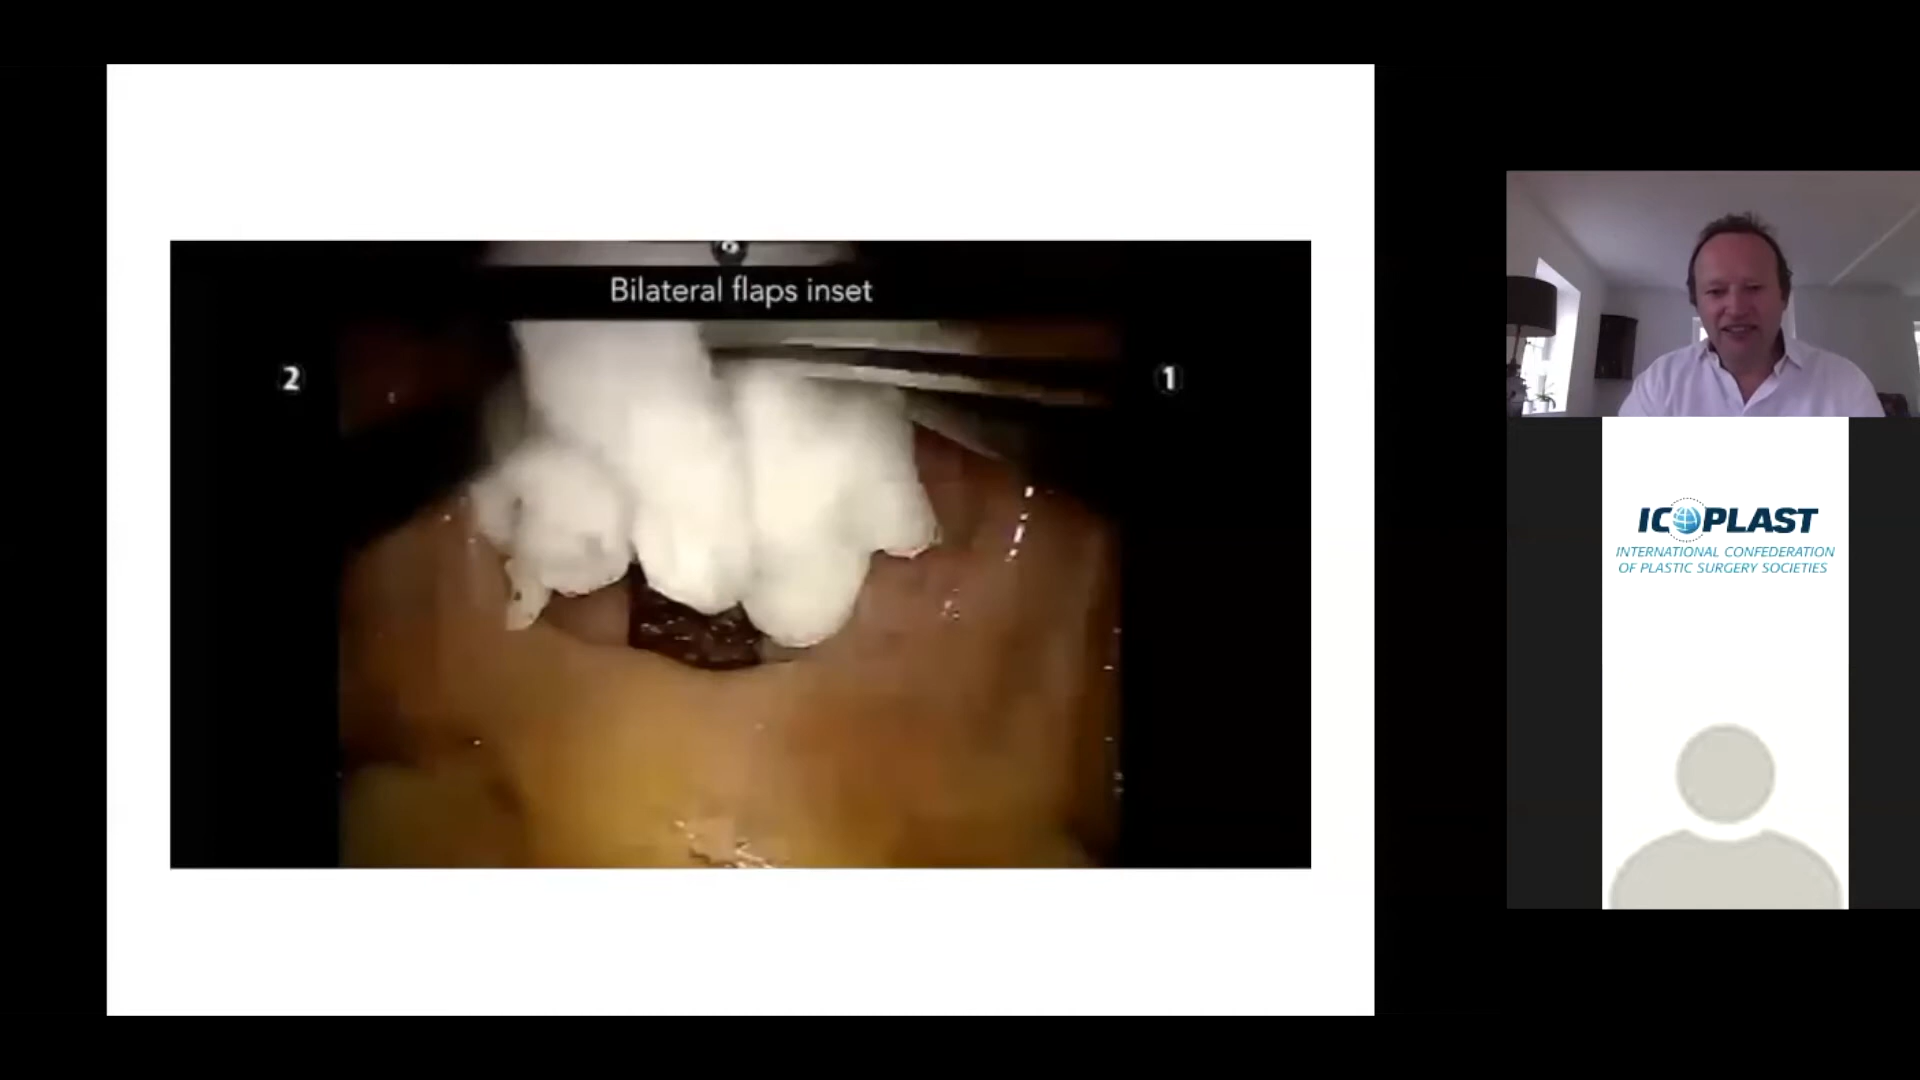 Bilateral flaps inset
2
1
ICOPLAST
INTERNATIONAL CONFEDERATION
OF PLASTIC SURGERY SOCIETIES